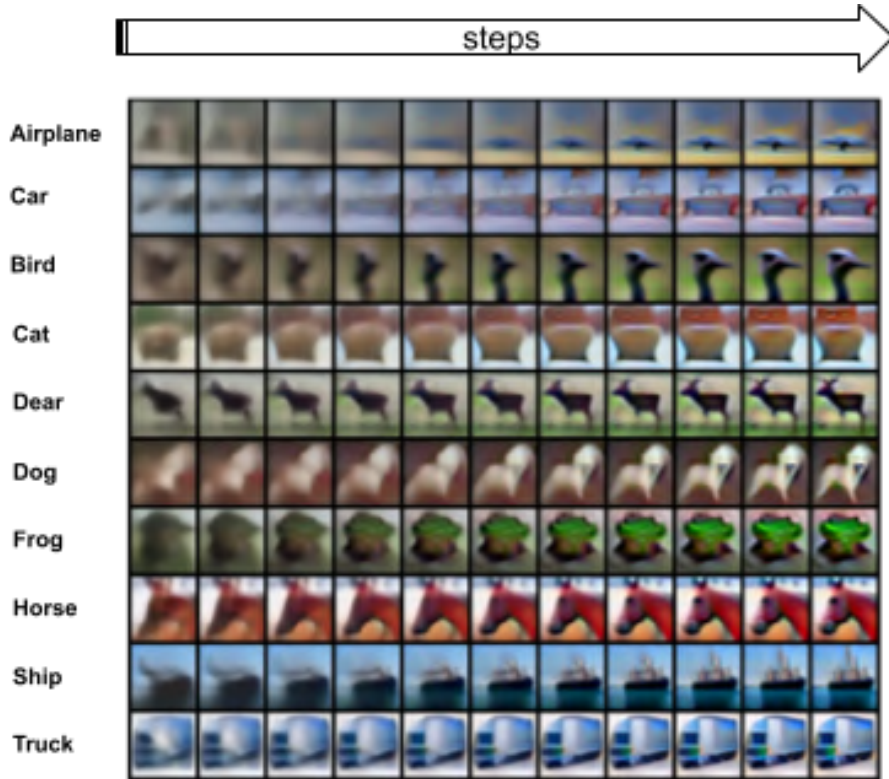 steps
Airplane
Car
Bird
Cat
Dear
Dog
Frog
Horse
Ship
Truck